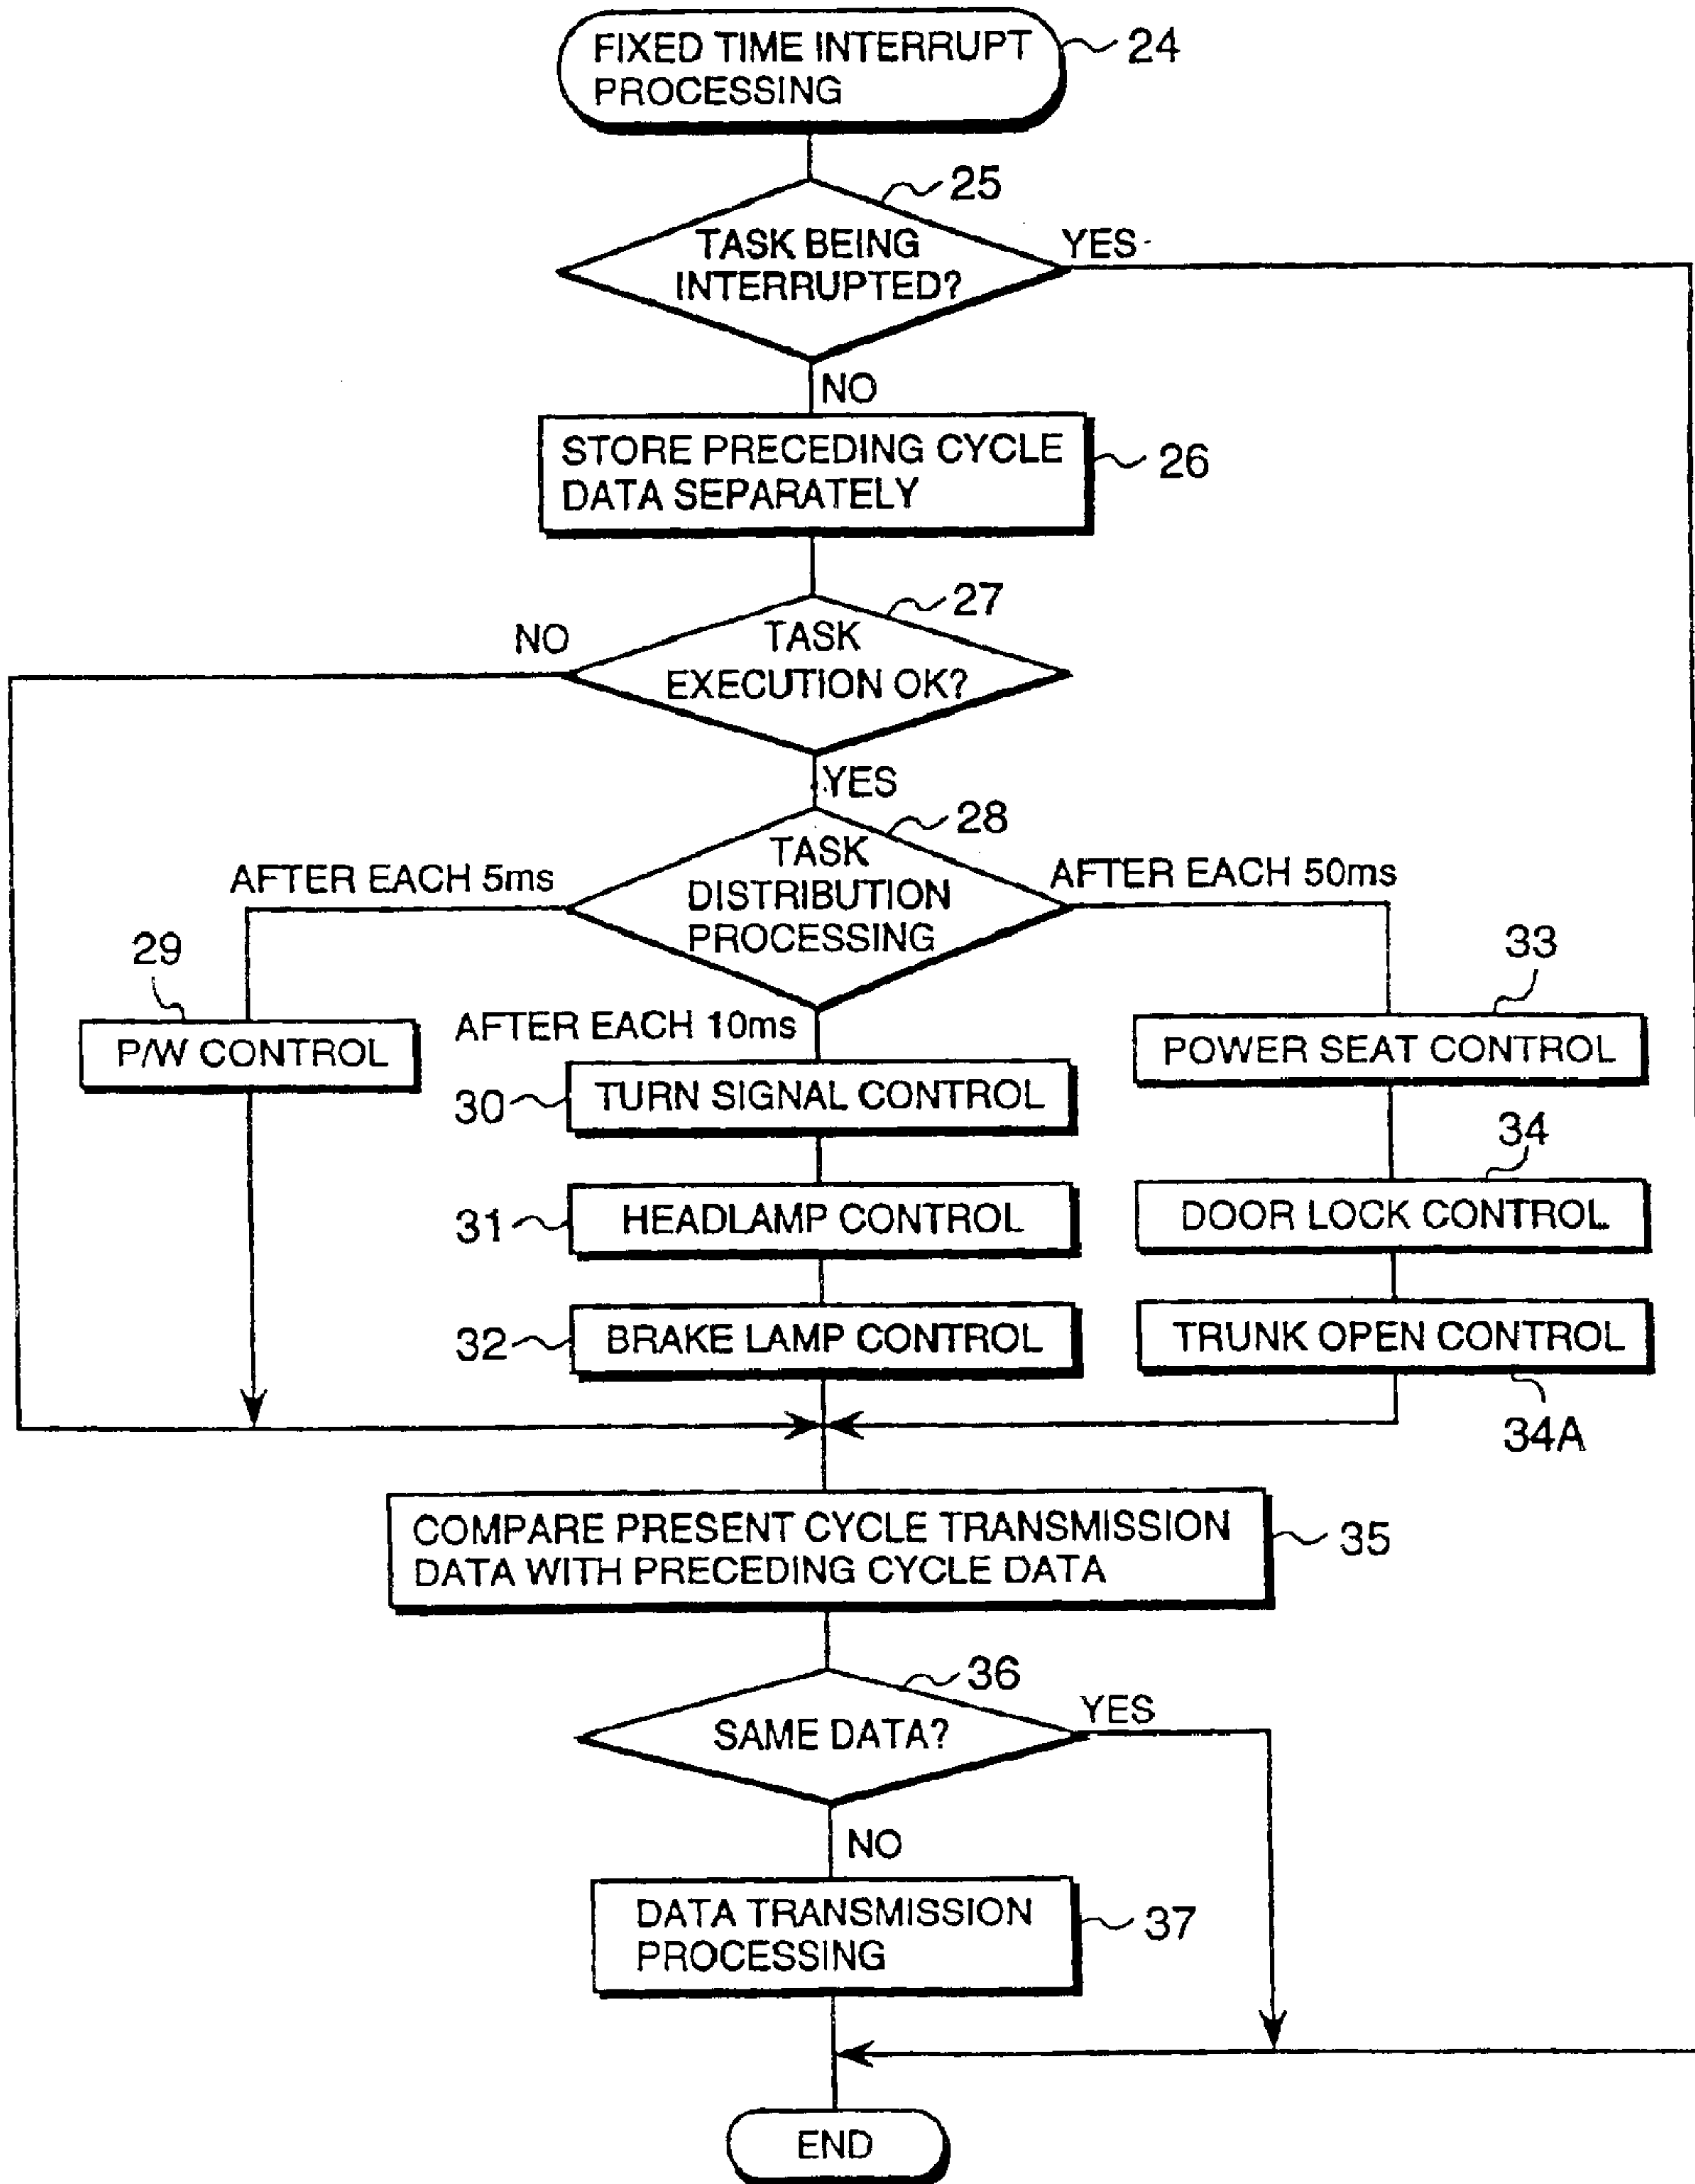 FIXED TIME INTERRUPT
PROCESSING
24
25
TASK BEING
INTERRUPTED?
YES
NO
STORE PRECEDING CYCLE
DATA SEPARATELY
26
27
NO
TASK
EXECUTION OK?
YES
28
TASK
DISTRIBUTION
PROCESSING
AFTER EACH 5ms
AFTER EACH 50ms
29
33
AFTER EACH 10ms
P/W CONTROL
POWER SEAT CONTROL
30
TURN SIGNAL CONTROL
34
31
HEADLAMP CONTROL
DOOR LOCK CONTROL
32
BRAKE LAMP CONTROL
TRUNK OPEN CONTROL
34A
COMPARE PRESENT CYCLE TRANSMISSION
DATA WITH PRECEDING CYCLE DATA
35
36
SAME DATA?
YES
NO
DATA TRANSMISSION
PROCESSING
37
END